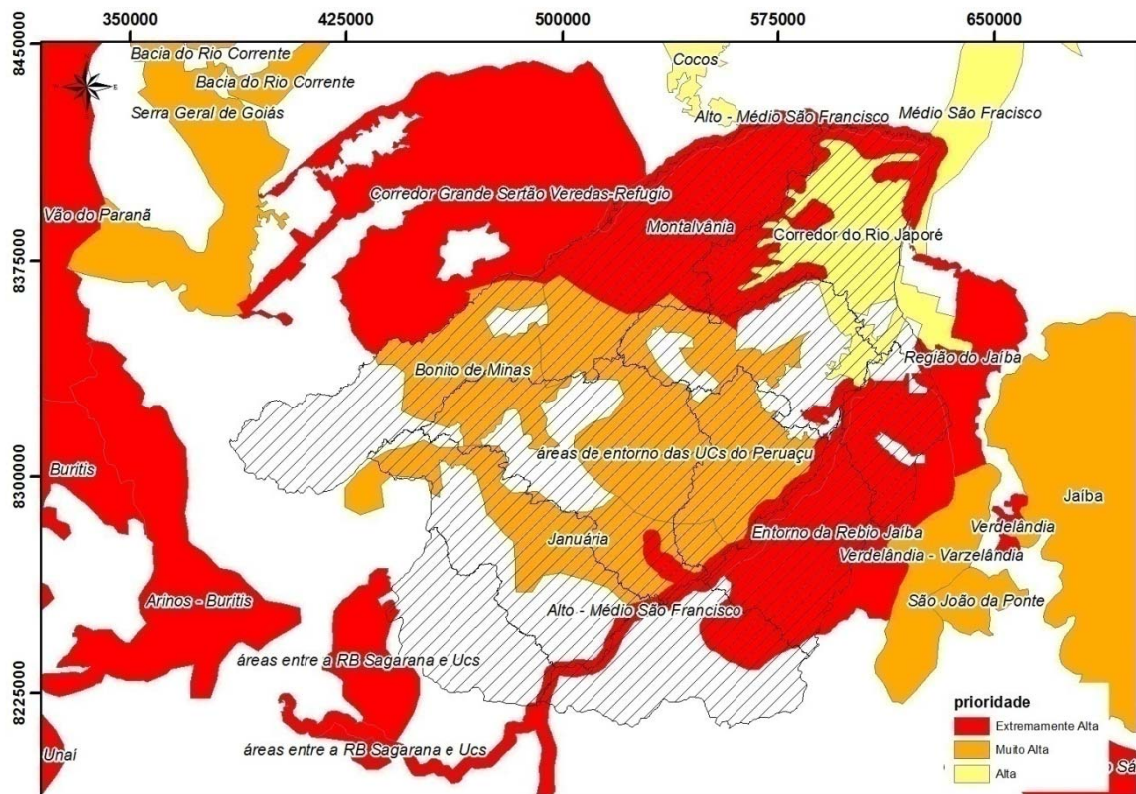 350000 425000 500000 575000 650000
8450000
8375000
8300000
8225000
Bacia do Rio Corrente
Bacia do Rio Corrente
Serra Geral de Goiás
Cocos
Alto - Médio São Francisco
Médio São Fracisco
Corredor Grande Sertão Veredas-Refugio
Vão do Paranã
Montalvânia
Corredor do Rio Japoré
Região do Jaíba
Bonito de Minas
áreas de entorno das UCs do Peruaçu
Buritis
Jaíba
Verdelândia
Entorno da Rebio Jaiba
Januária
Verdelândia - Varzelândia
Arinos - Buritis
São João da Ponte
Alto - Médio São Francisco
áreas entre a RB Sagarana e Ucs
áreas entre a RB Sagarana e Ucs
Unaí
prioridade
Extremamente Alta
Muito Alta
Alta